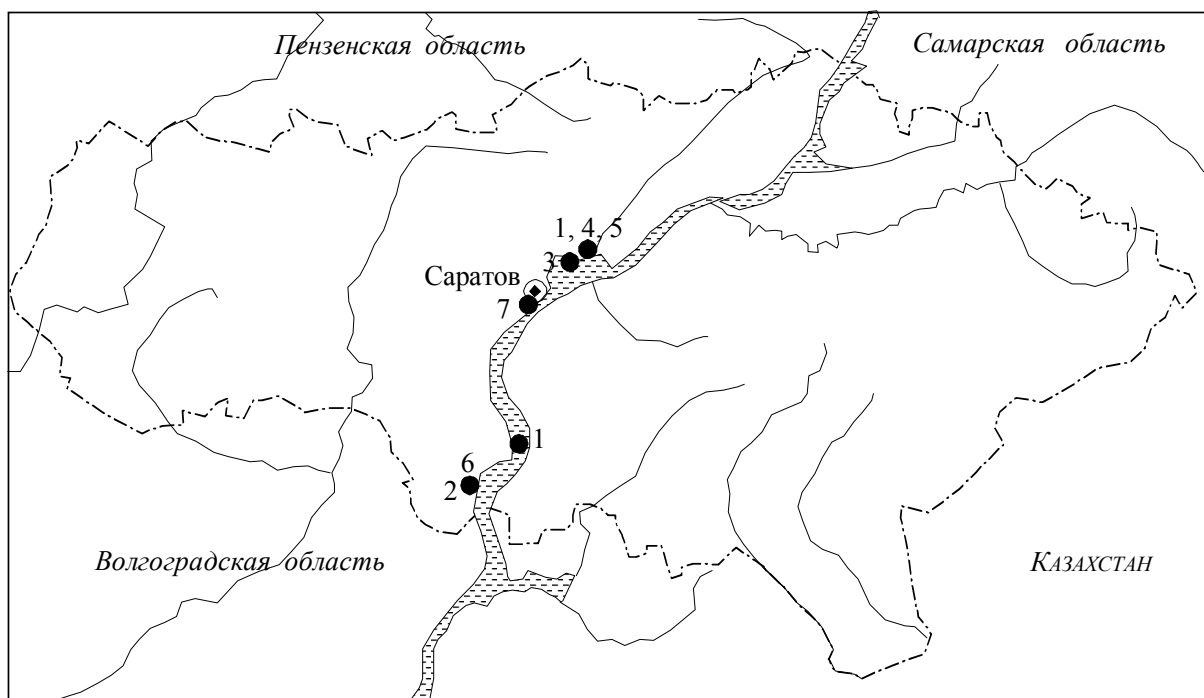 Пензенская область
Самарская область
1, 4, 5
3
Саратов
7
1
6
2
Волгоградская область
КАЗАХСТАН